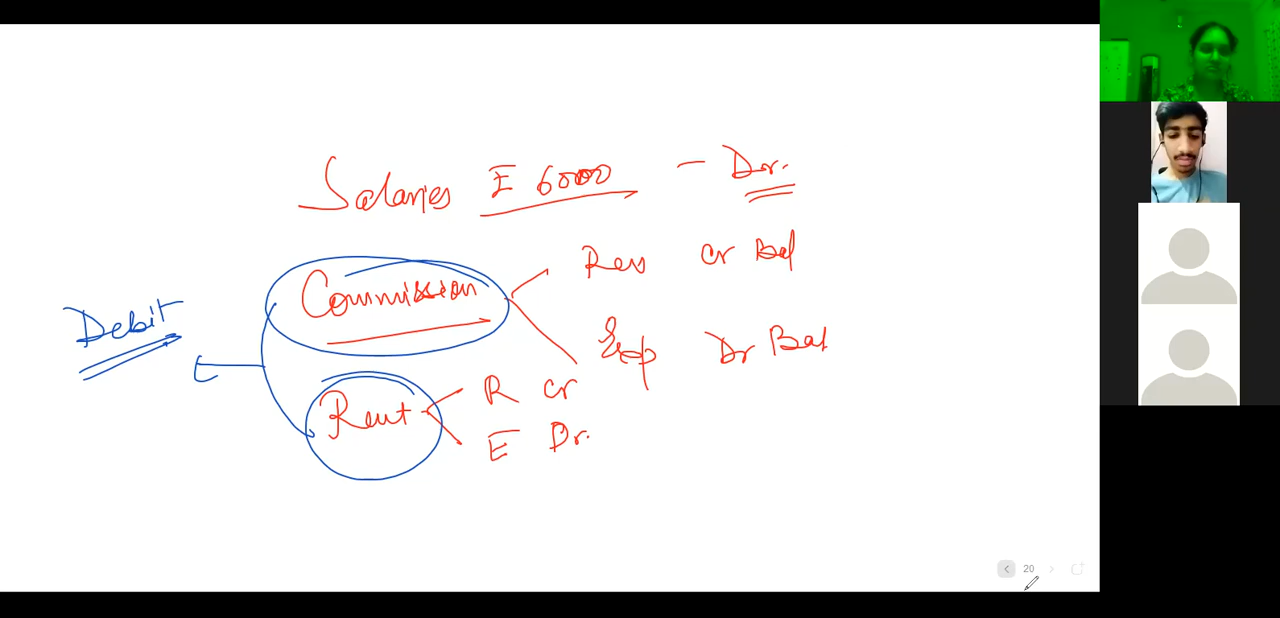 Salaries E 6000 - Dr.
Commission
Rev Cr Bal
Exp Dr Bal
Debit
Rent
R Cr
E Dr.
20